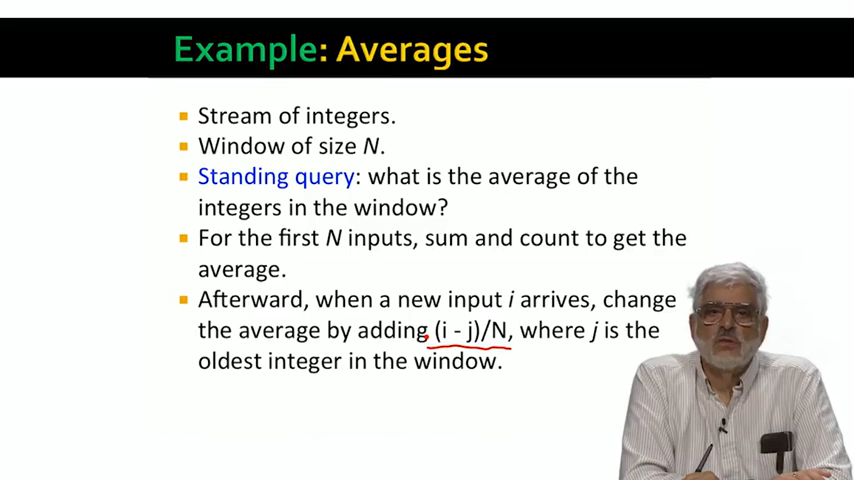 Example: Averages
Stream of integers.
Window of size N.
Standing query: what is the average of the
integers in the window?
For the first N inputs, sum and count to get the
average.
Afterward, when a new input i arrives, change
the average by adding (i - j)/N, where j is the
oldest integer in the window.